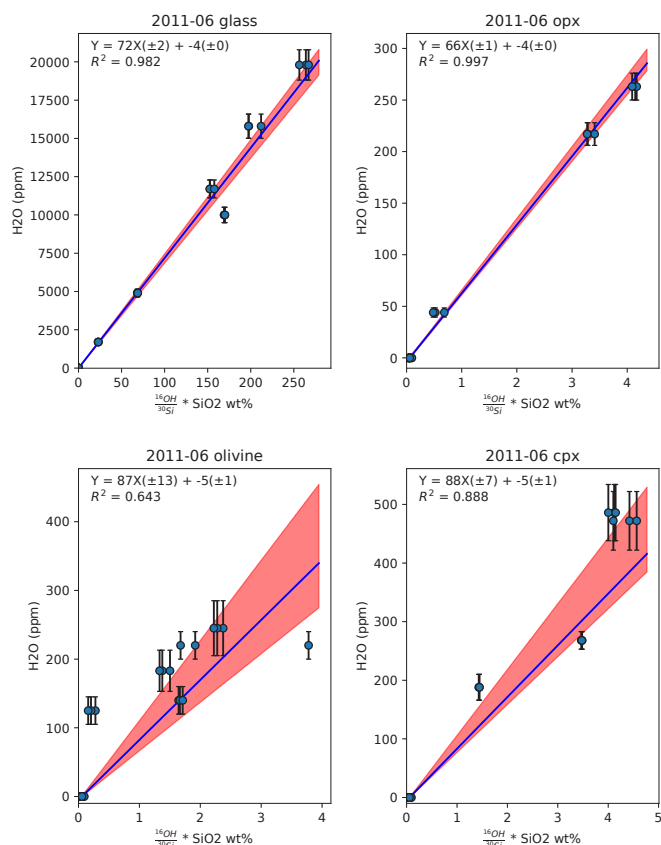 2011-06 glass
Y = 72X(±2) + -4(±0)
R² = 0.982
H2O (ppm)
20000
17500
15000
12500
10000
7500
5000
2500
0
0 50 100 150 200 250
16OH/30Si * SiO2 wt%
2011-06 opx
Y = 66X(±1) + -4(±0)
R² = 0.997
H2O (ppm)
300
250
200
150
100
50
0
0 1 2 3 4
16OH/30Si * SiO2 wt%
2011-06 olivine
Y = 87X(±13) + -5(±1)
R² = 0.643
H2O (ppm)
400
300
200
100
0
0 1 2 3 4
16OH/30Si * SiO2 wt%
2011-06 cpx
Y = 88X(±7) + -5(±1)
R² = 0.888
H2O (ppm)
500
400
300
200
100
0
0 1 2 3 4 5
16OH/30Si * SiO2 wt%